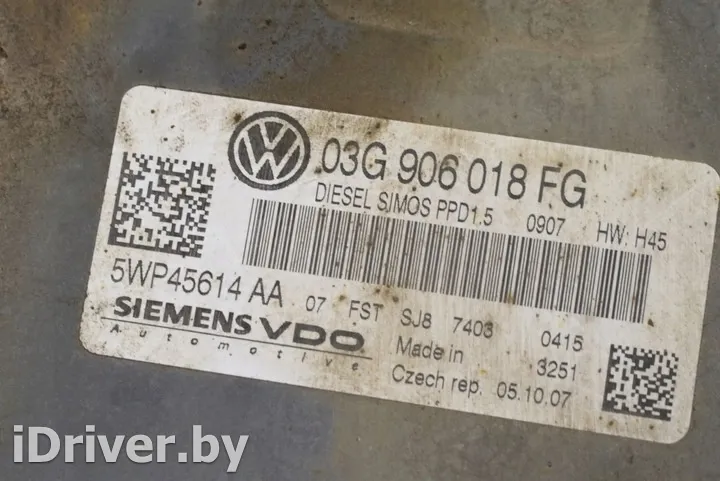 03G 906 018 FG
DIESEL SIMOS PPD1.5 0907 HW: H45
5WP45614 AA 07 FST SJ8 7403 0415
SIEMENS VDO
Automotive
Made in 3251
Czech rep. 05.10.07
iDriver.by